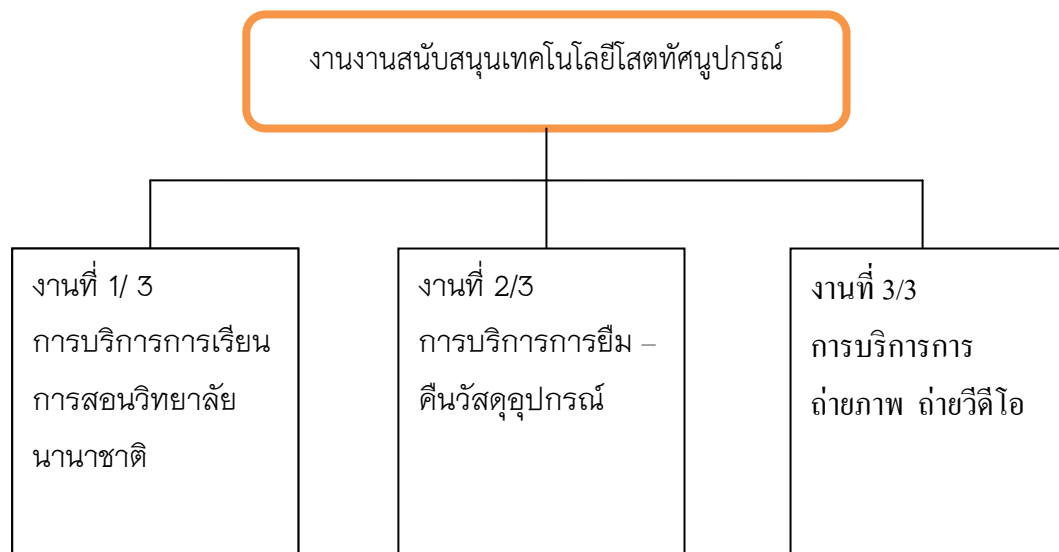 งานงานสนับสนุนเทคโนโลยีโสตทัศนูปกรณ์
งานที่ 1/ 3
การบริการการเรียน
การสอนวิทยาลัย
นานาชาติ
งานที่ 2/3
การบริการการยืม –
คืนวัสดุอุปกรณ์
งานที่ 3/3
การบริการการ
ถ่ายภาพ ถ่ายวีดีโอ